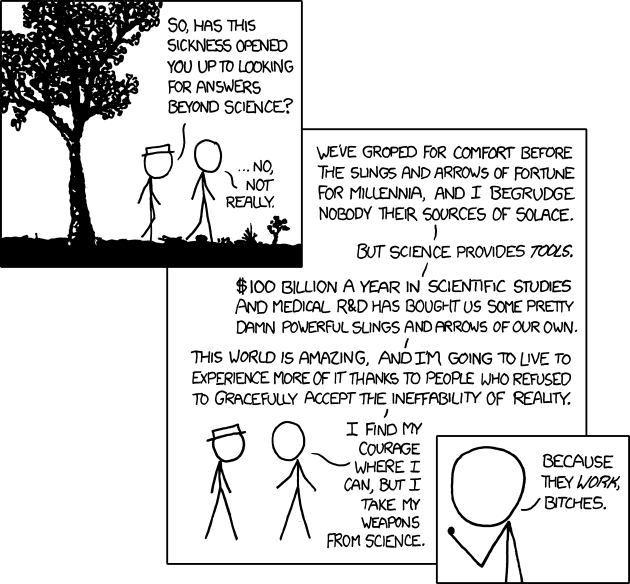 SO, HAS THIS
SICKNESS OPENED
YOU UP TO LOOKING
FOR ANSWERS
BEYOND SCIENCE?
...NO,
NOT
REALLY.
WE'VE GROPED FOR COMFORT BEFORE
THE SLINGS AND ARROWS OF FORTUNE
FOR MILLENNIA, AND I BEGRUDGE
NOBODY THEIR SOURCES OF SOLACE.
BUT SCIENCE PROVIDES TOOLS.
$100 BILLION A YEAR IN SCIENTIFIC STUDIES
AND MEDICAL R&D HAS BOUGHT US SOME PRETTY
DAMN POWERFUL SLINGS AND ARROWS OF OUR OWN.
THIS WORLD IS AMAZING, AND I'M GOING TO LIVE TO
EXPERIENCE MORE OF IT THANKS TO PEOPLE WHO REFUSED
TO GRACEFULLY ACCEPT THE INEFFABILITY OF REALITY.
I FIND MY
COURAGE
WHERE I
CAN, BUT I
TAKE MY
WEAPONS
FROM SCIENCE.
BECAUSE
THEY WORK,
BITCHES.